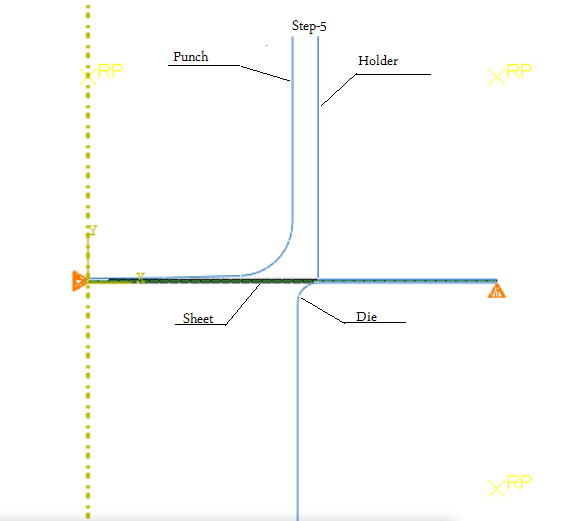 Step-5
Punch
Holder
RP
RP
Y
X
Sheet
Die
RP